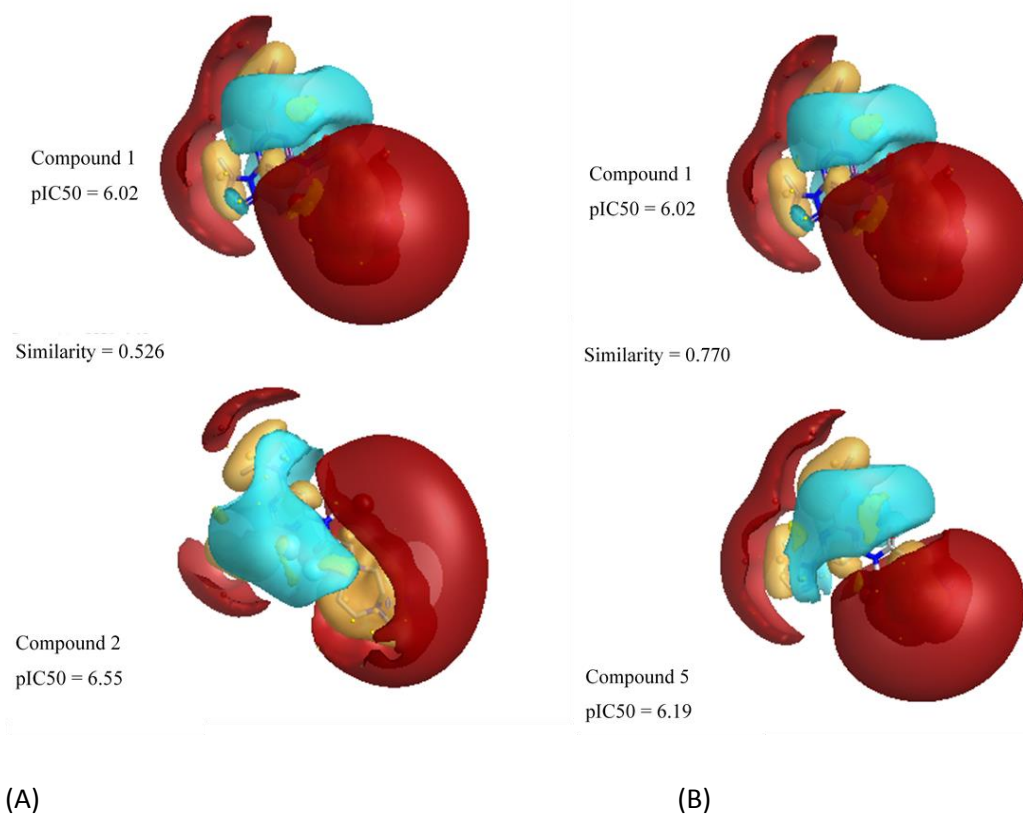 Compound 1
pIC50 = 6.02
Similarity = 0.526
Compound 2
pIC50 = 6.55
(A)
Compound 1
pIC50 = 6.02
Similarity = 0.770
Compound 5
pIC50 = 6.19
(B)